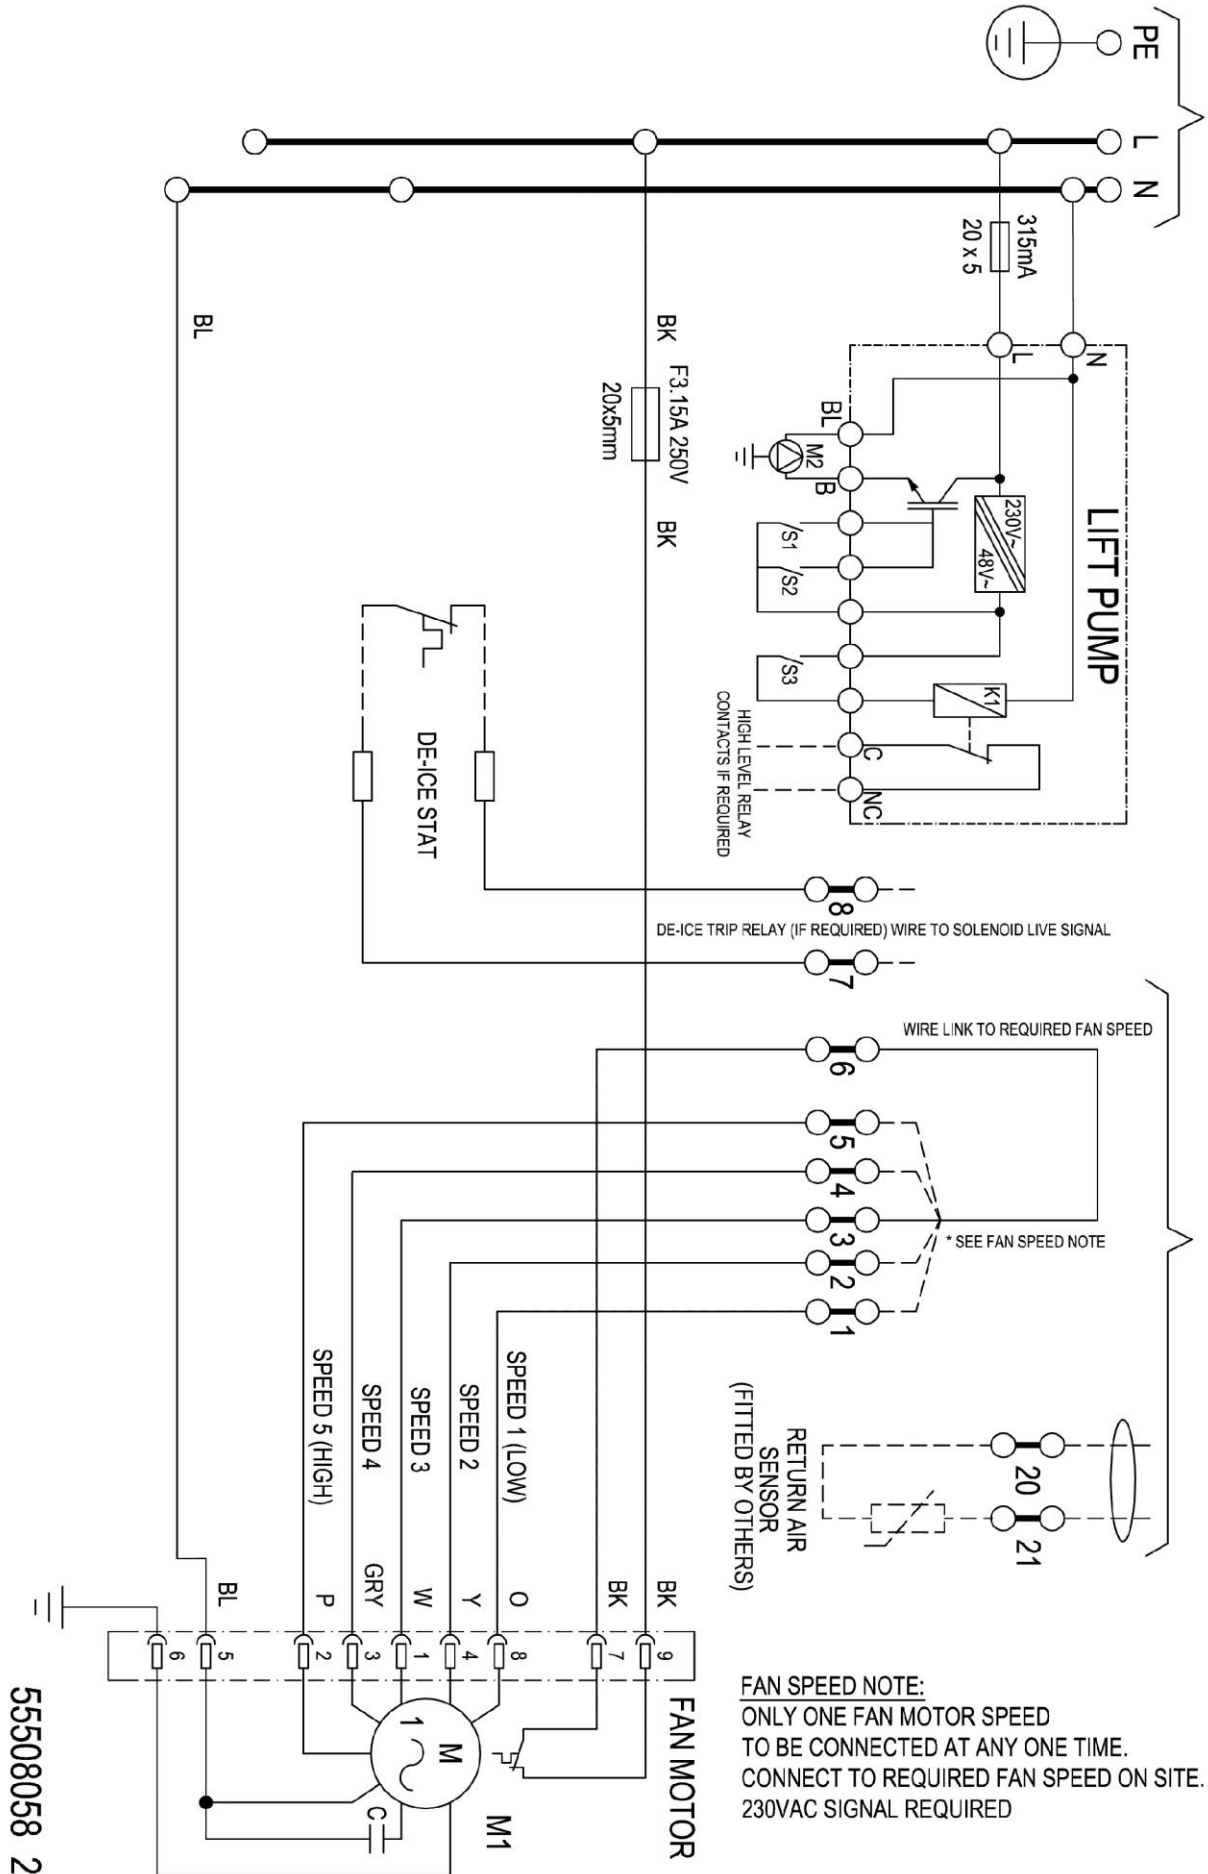 PE
L
N
315mA
20 x 5
BL
BK
F3.15A 250V
20x5mm
BK
LIFT PUMP
L
N
BL
M2
B
230V~
48V~
S1
S2
S3
K1
C
NC
HIGH LEVEL RELAY
CONTACTS IF REQUIRED
DE-ICE STAT
8
DE-ICE TRIP RELAY (IF REQUIRED) WIRE TO SOLENOID LIVE SIGNAL
7
WIRE LINK TO REQUIRED FAN SPEED
6
5
4
3
* SEE FAN SPEED NOTE
2
1
SPEED 5 (HIGH)
SPEED 4
SPEED 3
SPEED 2
SPEED 1 (LOW)
RETURN AIR
SENSOR
(FITTED BY OTHERS)
20
21
BL
P
GRY
W
Y
O
BK
BK
6
5
2
3
1
4
8
7
9
FAN MOTOR
M
1
C
M1
FAN SPEED NOTE:
ONLY ONE FAN MOTOR SPEED
TO BE CONNECTED AT ANY ONE TIME.
CONNECT TO REQUIRED FAN SPEED ON SITE.
230VAC SIGNAL REQUIRED
55508058 2